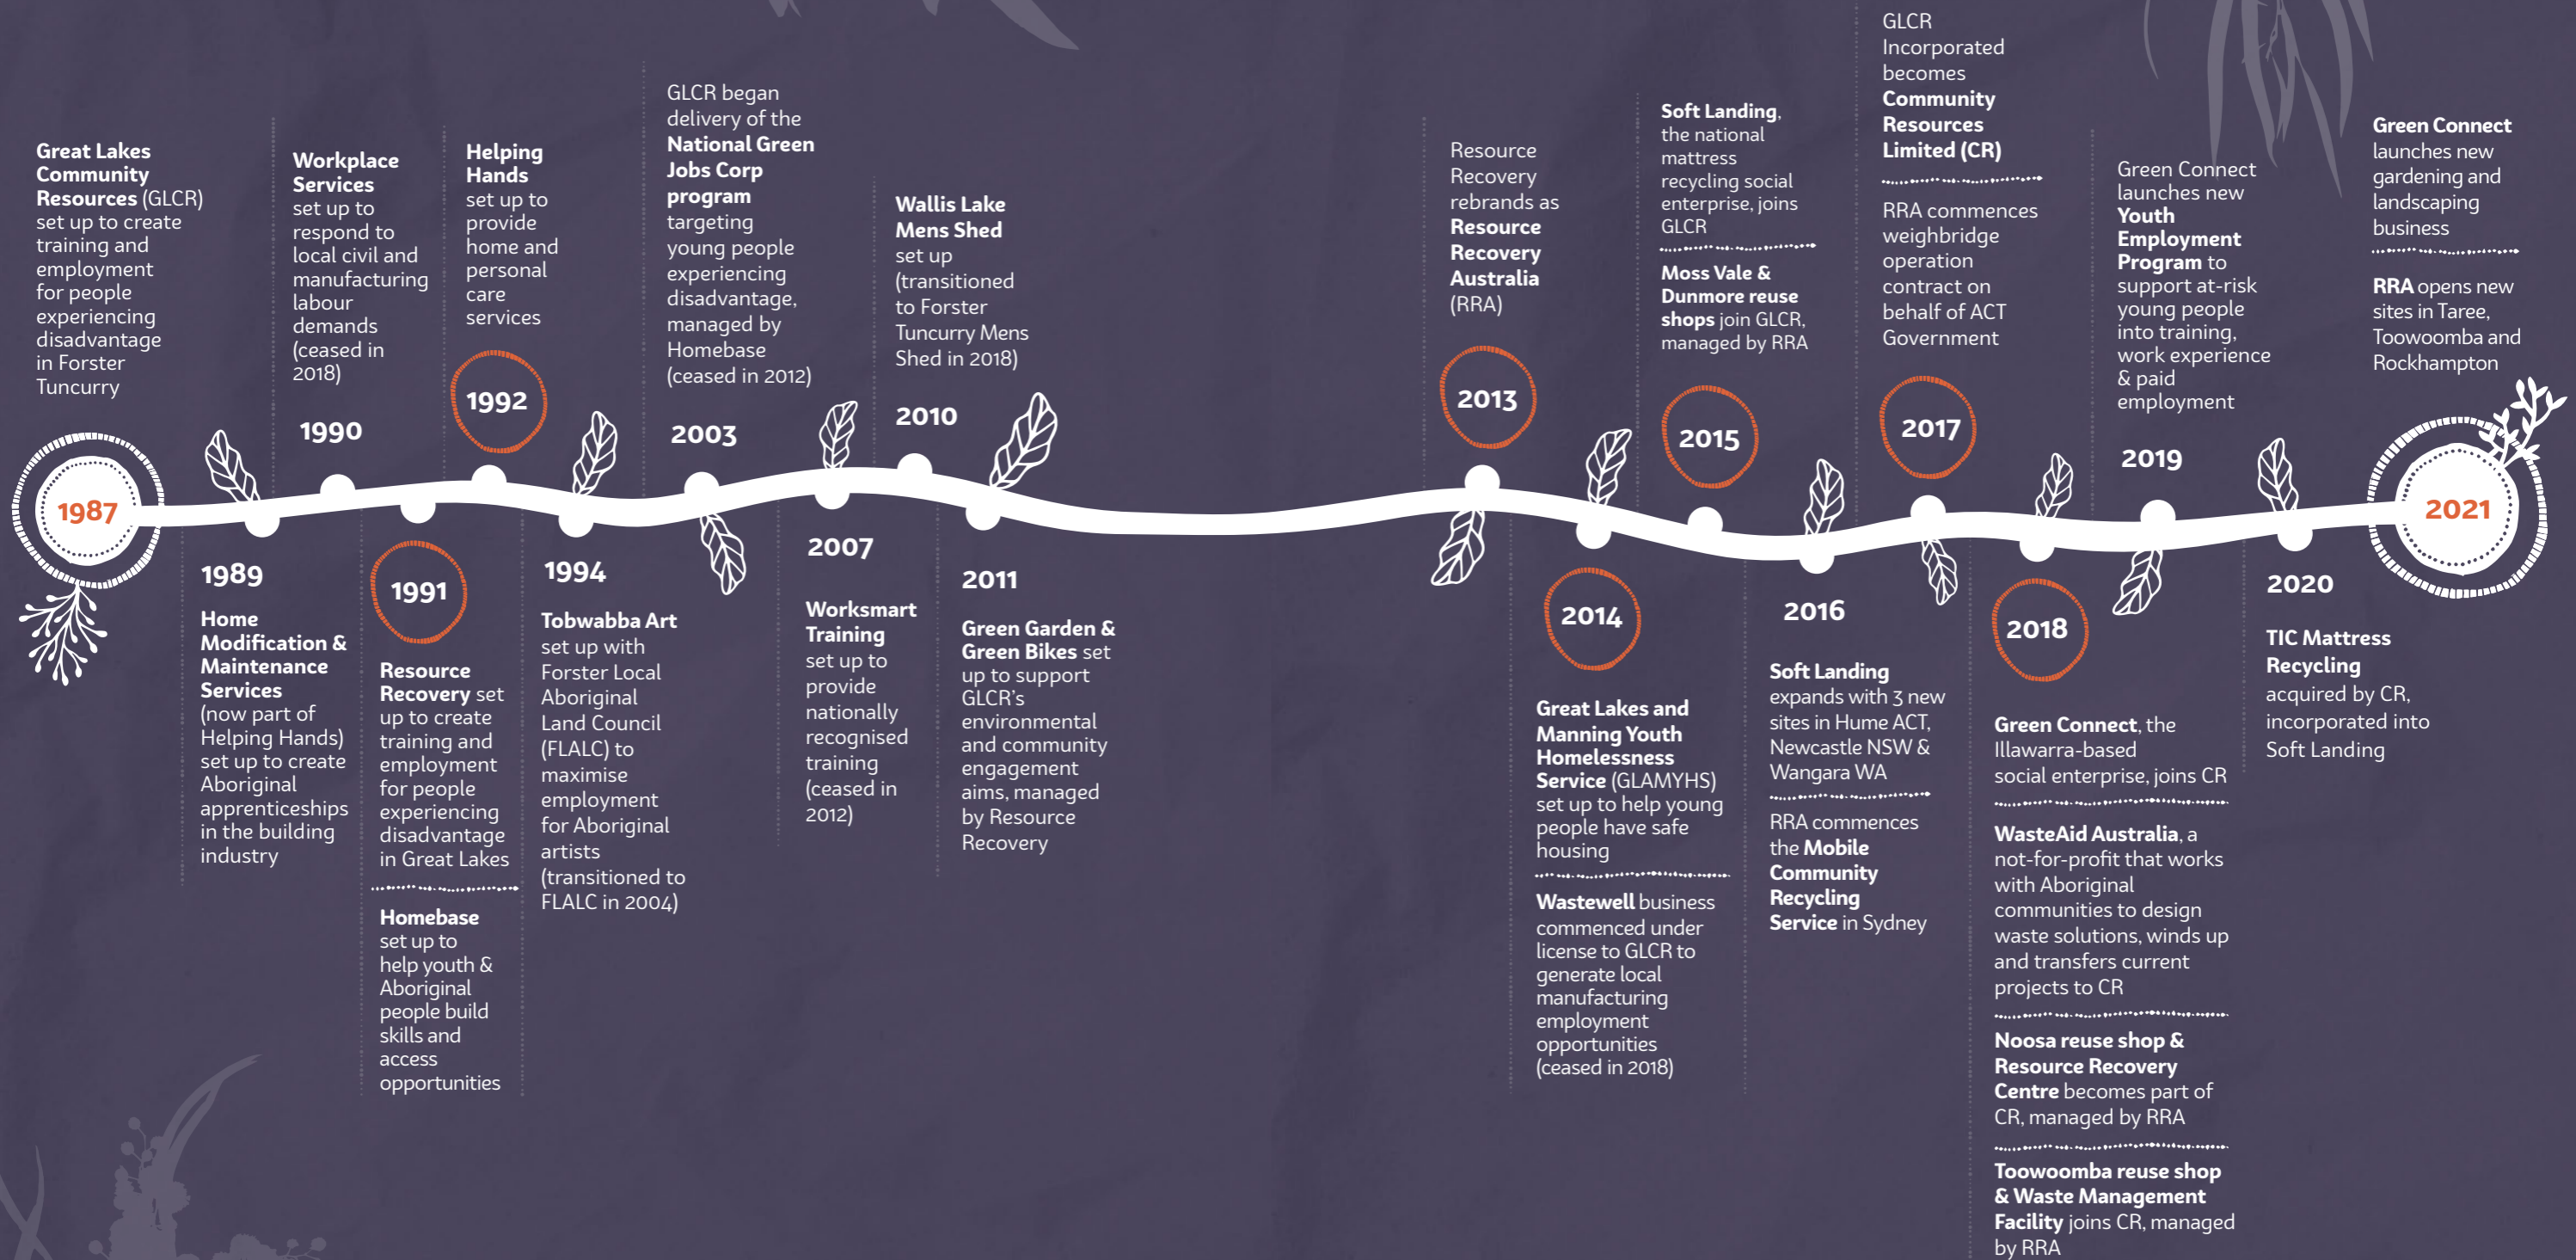 Great Lakes
Community
Resources (GLCR)
set up to create
training and
employment
for people
experiencing
disadvantage
in Forster
Tuncurry
1987
1989
Home
Modification &
Maintenance
Services
(now part of
Helping Hands)
set up to create
Aboriginal
apprenticeships
in the building
industry
Workplace
Services
set up to
respond to
local civil and
manufacturing
labour
demands
(ceased in
2018)
1990
1991
Resource
Recovery set
up to create
training and
employment
for people
experiencing
disadvantage
in Great Lakes
Homebase
set up to
help youth &
Aboriginal
people build
skills and
access
opportunities
Helping
Hands
set up to
provide
home and
personal
care
services
1992
1994
Tobwabba Art
set up with
Forster Local
Aboriginal
Land Council
(FLALC) to
maximise
employment
for Aboriginal
artists
(transitioned to
FLALC in 2004)
GLCR began
delivery of the
National Green
Jobs Corp
program
targeting
young people
experiencing
disadvantage,
managed by
Homebase
(ceased in 2012)
2003
2007
Worksmart
Training
set up to
provide
nationally
recognised
training
(ceased in
2012)
Wallis Lake
Mens Shed
set up
(transitioned
to Forster
Tuncurry Mens
Shed in 2018)
2010
2011
Green Garden &
Green Bikes set
up to support
GLCR's
environmental
and community
engagement
aims, managed
by Resource
Recovery
Resource
Recovery
rebrands as
Resource
Recovery
Australia
(RRA)
2013
2014
Great Lakes and
Manning Youth
Homelessness
Service (GLAMYHS)
set up to help young
people have safe
housing
Wastewell business
commenced under
license to GLCR to
generate local
manufacturing
employment
opportunities
(ceased in 2018)
Soft Landing,
the national
mattress
recycling social
enterprise, joins
GLCR
Moss Vale &
Dunmore reuse
shops join GLCR,
managed by RRA
2015
2016
Soft Landing
expands with 3 new
sites in Hume ACT,
Newcastle NSW &
Wangara WA
RRA commences
the Mobile
Community
Recycling
Service in Sydney
GLCR
Incorporated
becomes
Community
Resources
Limited (CR)
RRA commences
weighbridge
operation
contract on
behalf of ACT
Government
2017
2018
Green Connect, the
Illawarra-based
social enterprise, joins CR
WasteAid Australia, a
not-for-profit that works
with Aboriginal
communities to design
waste solutions, winds up
and transfers current
projects to CR
Noosa reuse shop &
Resource Recovery
Centre becomes part of
CR, managed by RRA
Toowoomba reuse shop
& Waste Management
Facility joins CR, managed
by RRA
Green Connect
launches new
Youth
Employment
Program to
support at-risk
young people
into training,
work experience
& paid
employment
2019
2020
TIC Mattress
Recycling
acquired by CR,
incorporated into
Soft Landing
Green Connect
launches new
gardening and
landscaping
business
RRA opens new
sites in Taree,
Toowoomba and
Rockhampton
2021